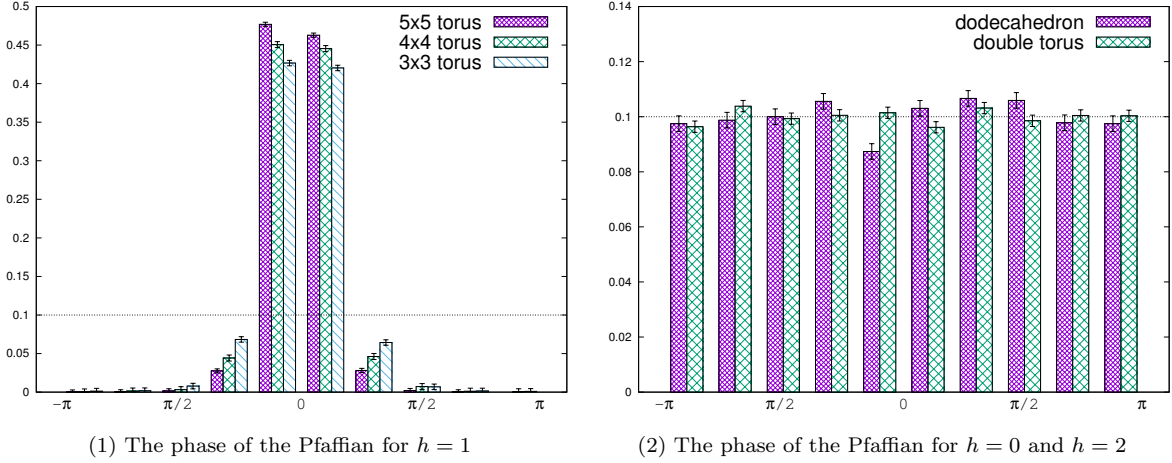 0.5
0.45
0.4
0.35
0.3
0.25
0.2
0.15
0.1
0.05
0
5x5 torus
4x4 torus
3x3 torus
−π π/2 0 π/2 π
(1) The phase of the Pfaffian for h = 1
0.14
0.12
0.1
0.08
0.06
0.04
0.02
0
dodecahedron
double torus
−π π/2 0 π/2 π
(2) The phase of the Pfaffian for h = 0 and h = 2